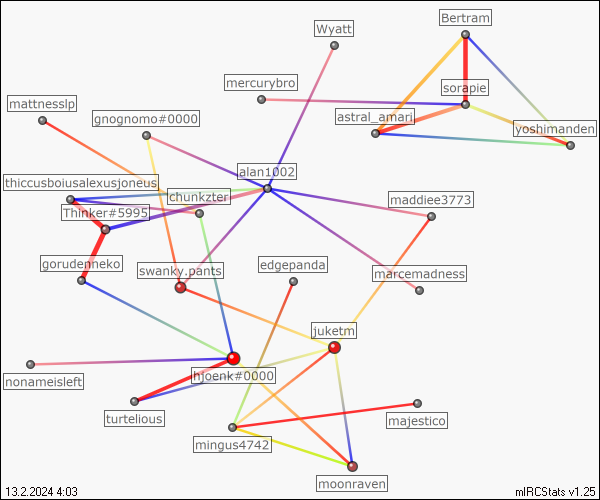 Bertram
Wyatt
mercurybro
sorapie
mattnesslp
gnognomo#0000
astral_amari
yoshimanden
alan1002
thiccusboiusalexusjoneus
chunkzter
maddiee3773
Thinker#5995
gorudenneko
swanky.pants
edgepanda
marcemadness
juketm
hjoenk#0000
nonameisleft
turtelious
majestico
mingus4742
moonraven
13.2.2024 4:03
mIRCStats v1.25